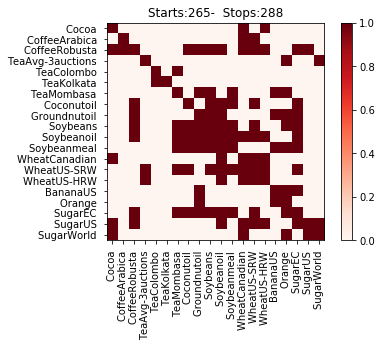 Starts:265- Stops:288
Cocoa
CoffeeArabica
CoffeeRobusta
TeaAvg-3auctions
TeaColombo
TeaKolkata
TeaMombasa
Coconutoil
Groundnutoil
Soybeans
Soybeanoil
Soybeanmeal
WheatCanadian
WheatUS-SRW
WheatUS-HRW
BananaUS
Orange
SugarEC
SugarUS
SugarWorld
1.0
0.8
0.6
0.4
0.2
0.0
Cocoa
CoffeeArabica
CoffeeRobusta
TeaAvg-3auctions
TeaColombo
TeaKolkata
TeaMombasa
Coconutoil
Groundnutoil
Soybeans
Soybeanoil
Soybeanmeal
WheatCanadian
WheatUS-SRW
WheatUS-HRW
BananaUS
Orange
SugarEC
SugarUS
SugarWorld